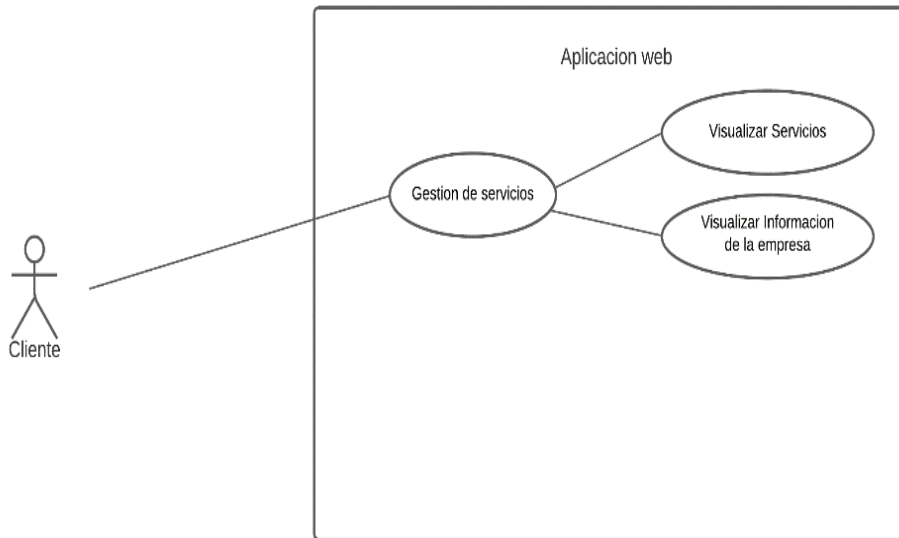 Aplicacion web
Visualizar Servicios
Gestion de servicios
Visualizar Informacion
de la empresa
Cliente